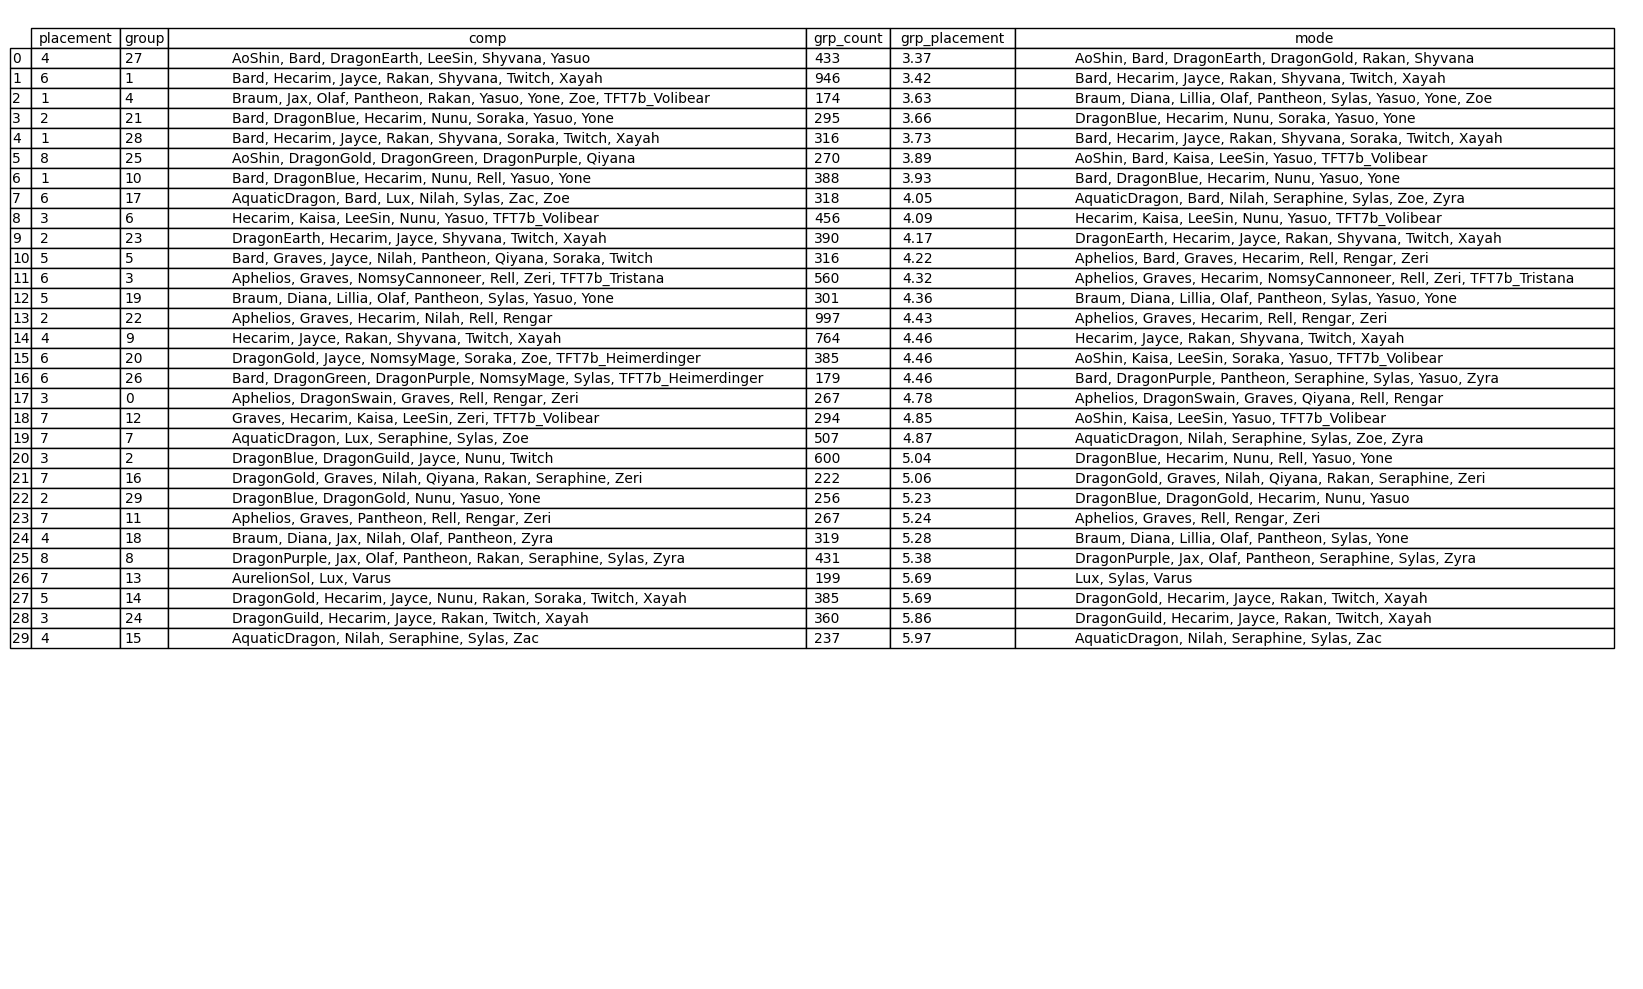 placement group comp grp_count grp_placement mode
0 4 27 AoShin, Bard, DragonEarth, LeeSin, Shyvana, Yasuo 433 3.37 AoShin, Bard, DragonEarth, DragonGold, Rakan, Shyvana
1 6 1 Bard, Hecarim, Jayce, Rakan, Shyvana, Twitch, Xayah 946 3.42 Bard, Hecarim, Jayce, Rakan, Shyvana, Twitch, Xayah
2 1 4 Braum, Jax, Olaf, Pantheon, Rakan, Yasuo, Yone, Zoe, TFT7b_Volibear 174 3.63 Braum, Diana, Lillia, Olaf, Pantheon, Sylas, Yasuo, Yone, Zoe
3 2 21 Bard, DragonBlue, Hecarim, Nunu, Soraka, Yasuo, Yone 295 3.66 DragonBlue, Hecarim, Nunu, Soraka, Yasuo, Yone
4 1 28 Bard, Hecarim, Jayce, Rakan, Shyvana, Soraka, Twitch, Xayah 316 3.73 Bard, Hecarim, Jayce, Rakan, Shyvana, Soraka, Twitch, Xayah
5 8 25 AoShin, DragonGold, DragonGreen, DragonPurple, Qiyana 270 3.89 AoShin, Bard, Kaisa, LeeSin, Yasuo, TFT7b_Volibear
6 1 10 Bard, DragonBlue, Hecarim, Nunu, Rell, Yasuo, Yone 388 3.93 Bard, DragonBlue, Hecarim, Nunu, Yasuo, Yone
7 6 17 AquaticDragon, Bard, Lux, Nilah, Sylas, Zac, Zoe 318 4.05 AquaticDragon, Bard, Nilah, Seraphine, Sylas, Zoe, Zyra
8 3 6 Hecarim, Kaisa, LeeSin, Nunu, Yasuo, TFT7b_Volibear 456 4.09 Hecarim, Kaisa, LeeSin, Nunu, Yasuo, TFT7b_Volibear
9 2 23 DragonEarth, Hecarim, Jayce, Shyvana, Twitch, Xayah 390 4.17 DragonEarth, Hecarim, Jayce, Rakan, Shyvana, Twitch, Xayah
10 5 5 Bard, Graves, Jayce, Nilah, Pantheon, Qiyana, Soraka, Twitch 316 4.22 Aphelios, Bard, Graves, Hecarim, Rell, Rengar, Zeri
11 6 3 Aphelios, Graves, NomsyCannoneer, Rell, Zeri, TFT7b_Tristana 560 4.32 Aphelios, Graves, Hecarim, NomsyCannoneer, Rell, Zeri, TFT7b_Tristana
12 5 19 Braum, Diana, Lillia, Olaf, Pantheon, Sylas, Yasuo, Yone 301 4.36 Braum, Diana, Lillia, Olaf, Pantheon, Sylas, Yasuo, Yone
13 2 22 Aphelios, Graves, Hecarim, Nilah, Rell, Rengar 997 4.43 Aphelios, Graves, Hecarim, Rell, Rengar, Zeri
14 4 9 Hecarim, Jayce, Rakan, Shyvana, Twitch, Xayah 764 4.46 Hecarim, Jayce, Rakan, Shyvana, Twitch, Xayah
15 6 20 DragonGold, Jayce, NomsyMage, Soraka, Zoe, TFT7b_Heimerdinger 385 4.46 AoShin, Kaisa, LeeSin, Soraka, Yasuo, TFT7b_Volibear
16 6 26 Bard, DragonGreen, DragonPurple, NomsyMage, Sylas, TFT7b_Heimerdinger 179 4.46 Bard, DragonPurple, Pantheon, Seraphine, Sylas, Yasuo, Zyra
17 3 0 Aphelios, DragonSwain, Graves, Rell, Rengar, Zeri 267 4.78 Aphelios, DragonSwain, Graves, Qiyana, Rell, Rengar
18 7 12 Graves, Hecarim, Kaisa, LeeSin, Zeri, TFT7b_Volibear 294 4.85 AoShin, Kaisa, LeeSin, Yasuo, TFT7b_Volibear
19 7 7 AquaticDragon, Lux, Seraphine, Sylas, Zoe 507 4.87 AquaticDragon, Nilah, Seraphine, Sylas, Zoe, Zyra
20 3 2 DragonBlue, DragonGuild, Jayce, Nunu, Twitch 600 5.04 DragonBlue, Hecarim, Nunu, Rell, Yasuo, Yone
21 7 16 DragonGold, Graves, Nilah, Qiyana, Rakan, Seraphine, Zeri 222 5.06 DragonGold, Graves, Nilah, Qiyana, Rakan, Seraphine, Zeri
22 2 29 DragonBlue, DragonGold, Nunu, Yasuo, Yone 256 5.23 DragonBlue, DragonGold, Hecarim, Nunu, Yasuo
23 7 11 Aphelios, Graves, Pantheon, Rell, Rengar, Zeri 267 5.24 Aphelios, Graves, Rell, Rengar, Zeri
24 4 18 Braum, Diana, Jax, Nilah, Olaf, Pantheon, Zyra 319 5.28 Braum, Diana, Lillia, Olaf, Pantheon, Sylas, Yone
25 8 8 DragonPurple, Jax, Olaf, Pantheon, Rakan, Seraphine, Sylas, Zyra 431 5.38 DragonPurple, Jax, Olaf, Pantheon, Seraphine, Sylas, Zyra
26 7 13 AurelionSol, Lux, Varus 199 5.69 Lux, Sylas, Varus
27 5 14 DragonGold, Hecarim, Jayce, Nunu, Rakan, Soraka, Twitch, Xayah 385 5.69 DragonGold, Hecarim, Jayce, Rakan, Twitch, Xayah
28 3 24 DragonGuild, Hecarim, Jayce, Rakan, Twitch, Xayah 360 5.86 DragonGuild, Hecarim, Jayce, Rakan, Twitch, Xayah
29 4 15 AquaticDragon, Nilah, Seraphine, Sylas, Zac 237 5.97 AquaticDragon, Nilah, Seraphine, Sylas, Zac